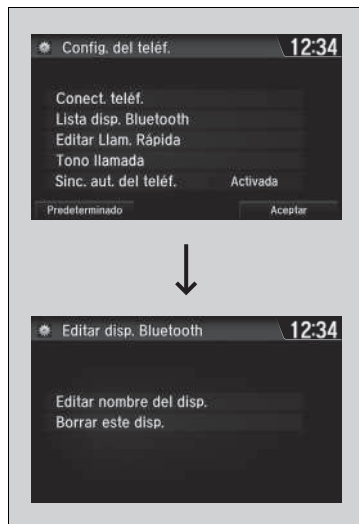 Config. del teléf. 12:34
Conect. teléf.
Lista disp. Bluetooth
Editar Llam. Rápida
Tono llamada
Sinc. aut. del teléf. Activada
Predeterminado Aceptar
Editar disp. Bluetooth 12:34
Editar nombre del disp.
Borrar este disp.